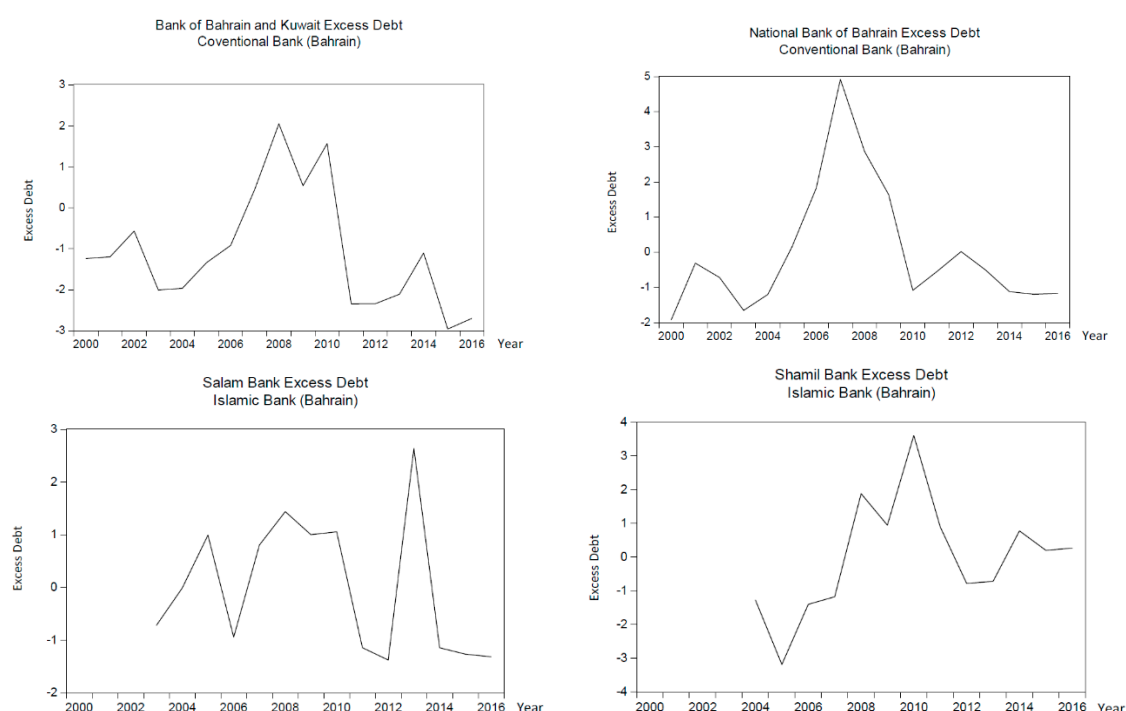 Bank of Bahrain and Kuwait Excess Debt
Coventional Bank (Bahrain)
3
2
1
0
-1
-2
-3
Excess Debt
2000 2002 2004 2006 2008 2010 2012 2014 2016 Year
National Bank of Bahrain Excess Debt
Conventional Bank (Bahrain)
5
4
3
2
1
0
-1
-2
Excess Debt
2000 2002 2004 2006 2008 2010 2012 2014 2016 Year
Salam Bank Excess Debt
Islamic Bank (Bahrain)
3
2
1
0
-1
-2
Excess Debt
2000 2002 2004 2006 2008 2010 2012 2014 2016 Year
Shamil Bank Excess Debt
Islamic Bank (Bahrain)
4
3
2
1
0
-1
-2
-3
-4
Excess Debt
2000 2002 2004 2006 2008 2010 2012 2014 2016 Year